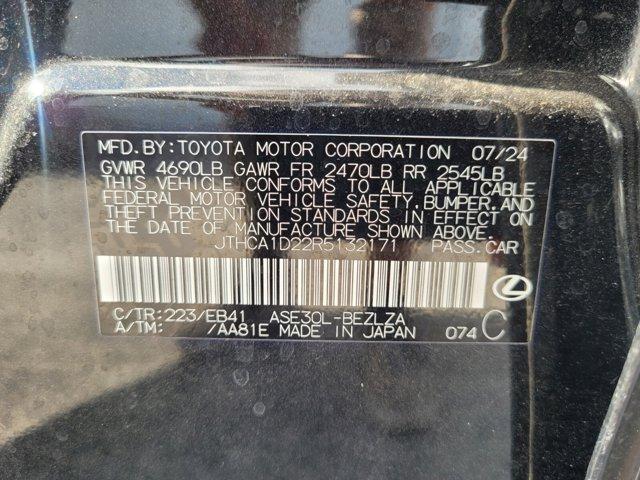 MFD.BY:TOYOTA MOTOR CORPORATION 07/24
GVWR 4690LB GAWR FR 2470LB RR 2545LB
THIS VEHICLE CONFORMS TO ALL APPLICABLE
FEDERAL MOTOR VEHICLE SAFETY,BUMPER,AND
THEFT PREVENTION STANDARDS IN EFFECT ON
THE DATE OF MANUFACTURE SHOWN ABOVE.
JTHCA1D22R5132171 PASS.CAR
C/TR:223/EB41 ASE30L-BEZLZA
A/TM: /AA81E MADE IN JAPAN 074 C